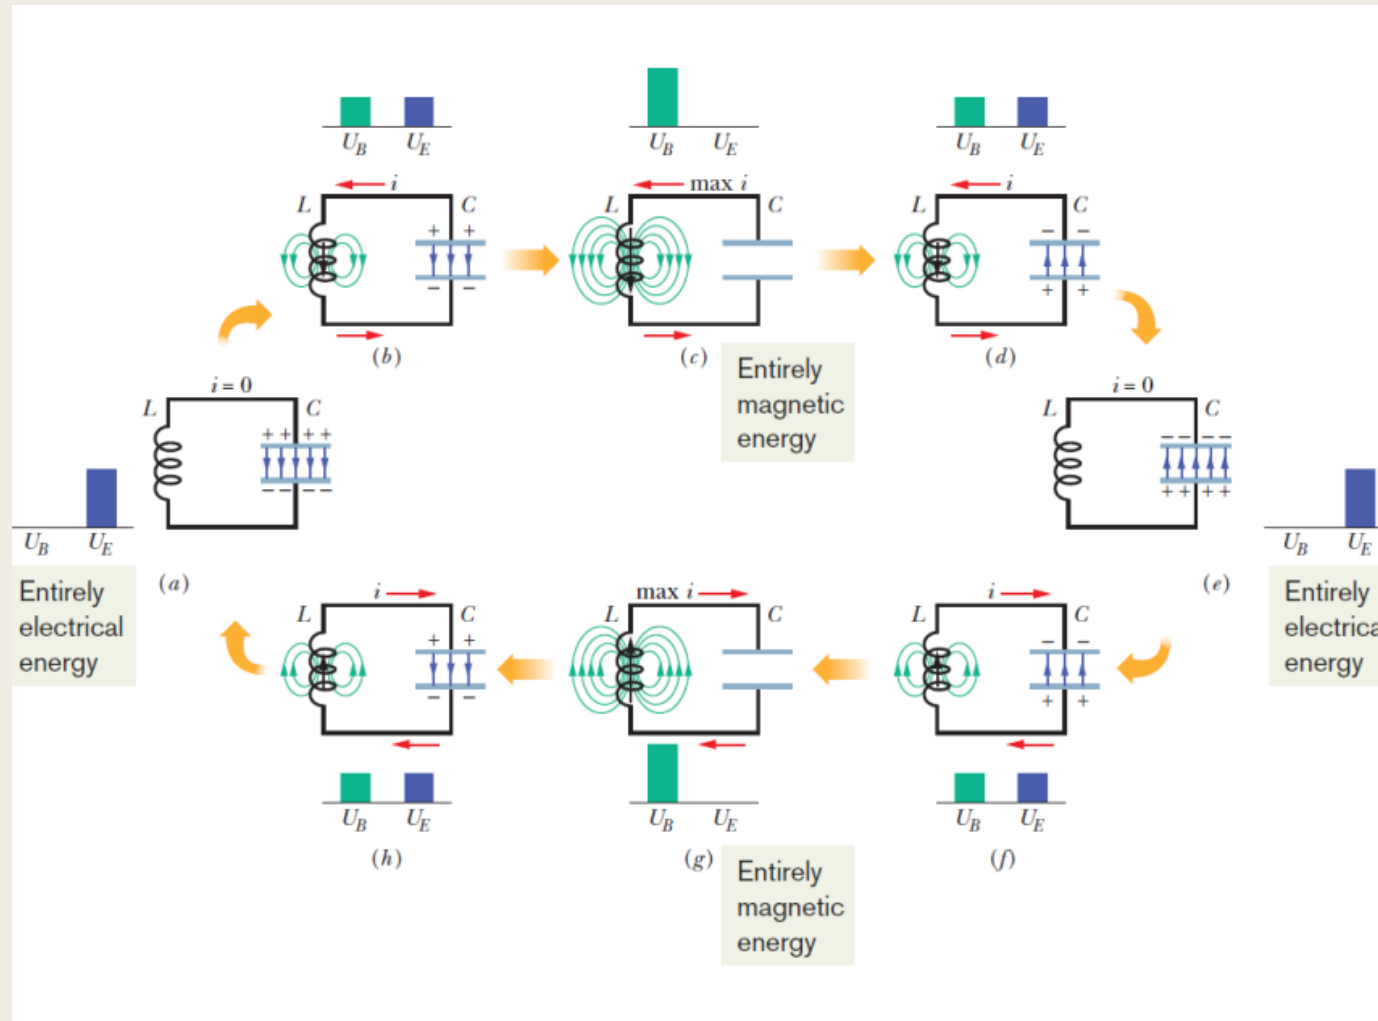 U_B U_E
U_B U_E
U_B U_E
i
max i
i
L C
L C
L C
+ +
− −
− −
+ +
(b)
(c)
(d)
Entirely
magnetic
energy
i = 0
L C
+ + + +
− − − −
U_B U_E
(a)
Entirely
electrical
energy
i = 0
L C
− − − −
+ + + +
U_B U_E
(e)
Entirely
electrica
energy
i
max i
i
L C
L C
L C
+ +
− −
− −
+ +
U_B U_E
U_B U_E
U_B U_E
(h)
(g)
(f)
Entirely
magnetic
energy